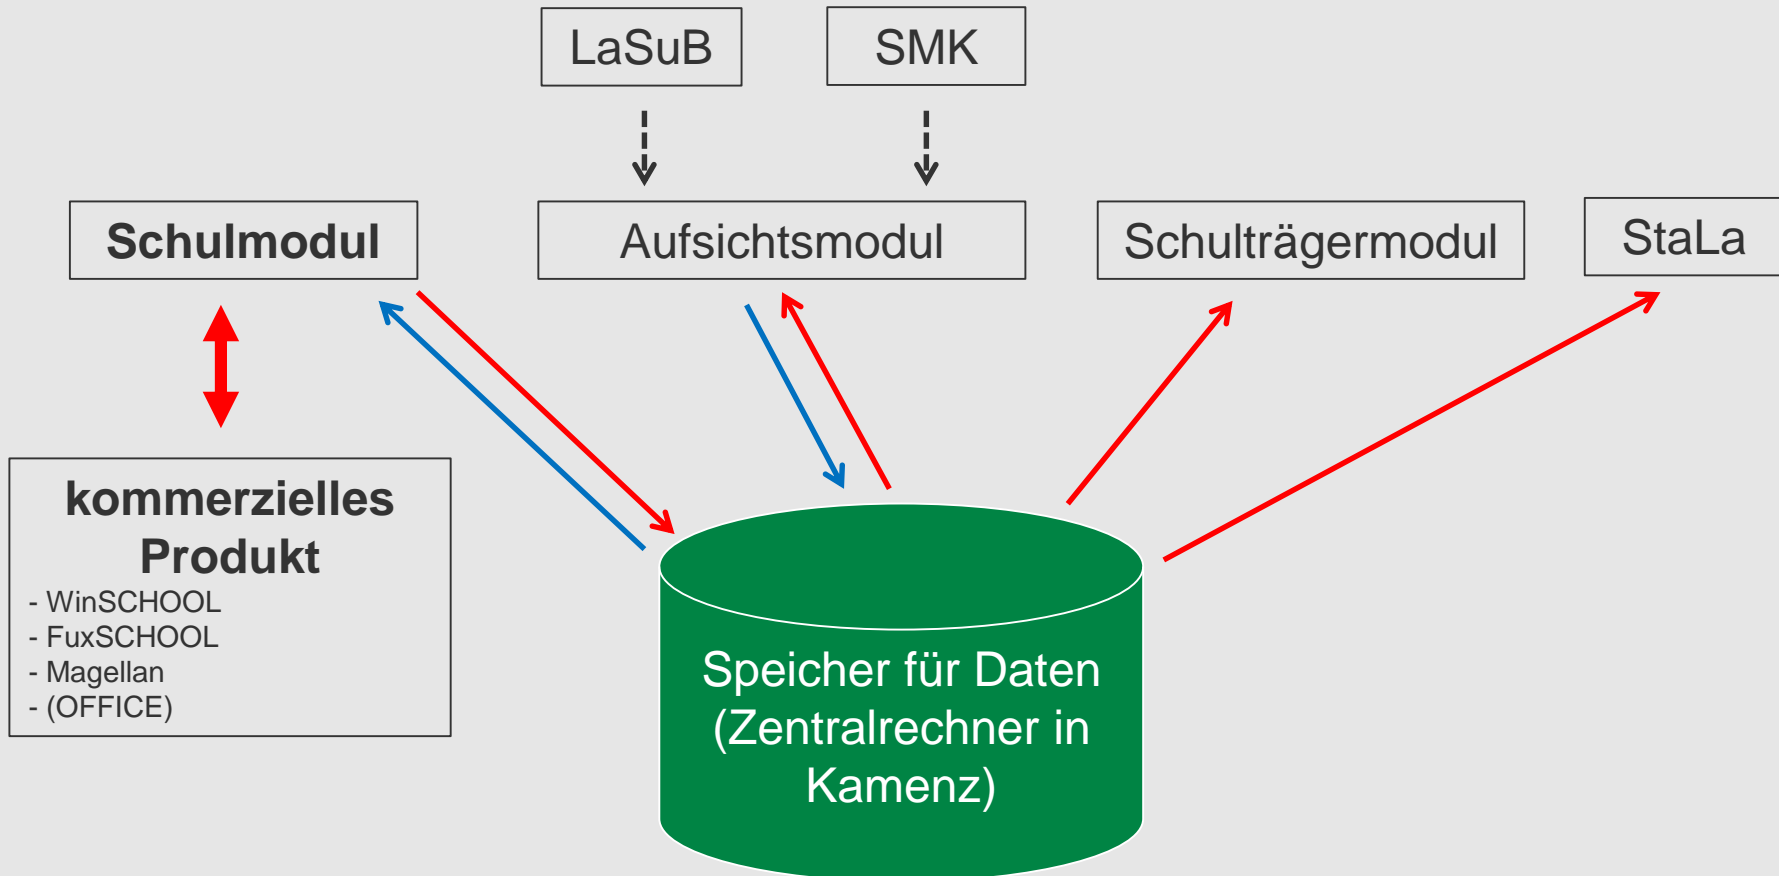 LaSuB
SMK
Schulmodul
Aufsichtsmodul
Schulträgermodul
StaLa
kommerzielles
Produkt
- WinSCHOOL
- FuxSCHOOL
- Magellan
- (OFFICE)
Speicher für Daten
(Zentralrechner in
Kamenz)